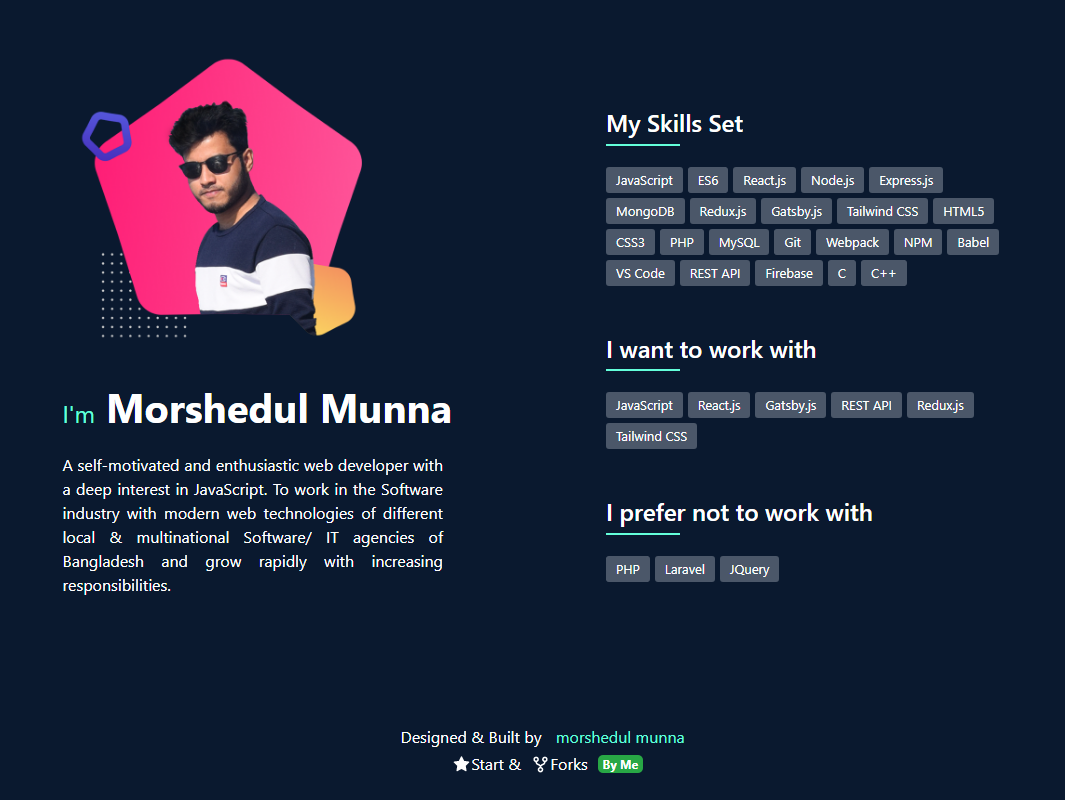 I'm Morshedul Munna
A self-motivated and enthusiastic web developer with
a deep interest in JavaScript. To work in the Software
industry with modern web technologies of different
local & multinational Software/ IT agencies of
Bangladesh and grow rapidly with increasing
responsibilities.
My Skills Set
JavaScript ES6 React.js Node.js Express.js
MongoDB Redux.js Gatsby.js Tailwind CSS HTML5
CSS3 PHP MySQL Git Webpack NPM Babel
VS Code REST API Firebase C C++
I want to work with
JavaScript React.js Gatsby.js REST API Redux.js
Tailwind CSS
I prefer not to work with
PHP Laravel JQuery
Designed & Built by morshedul munna
Start & Forks By Me